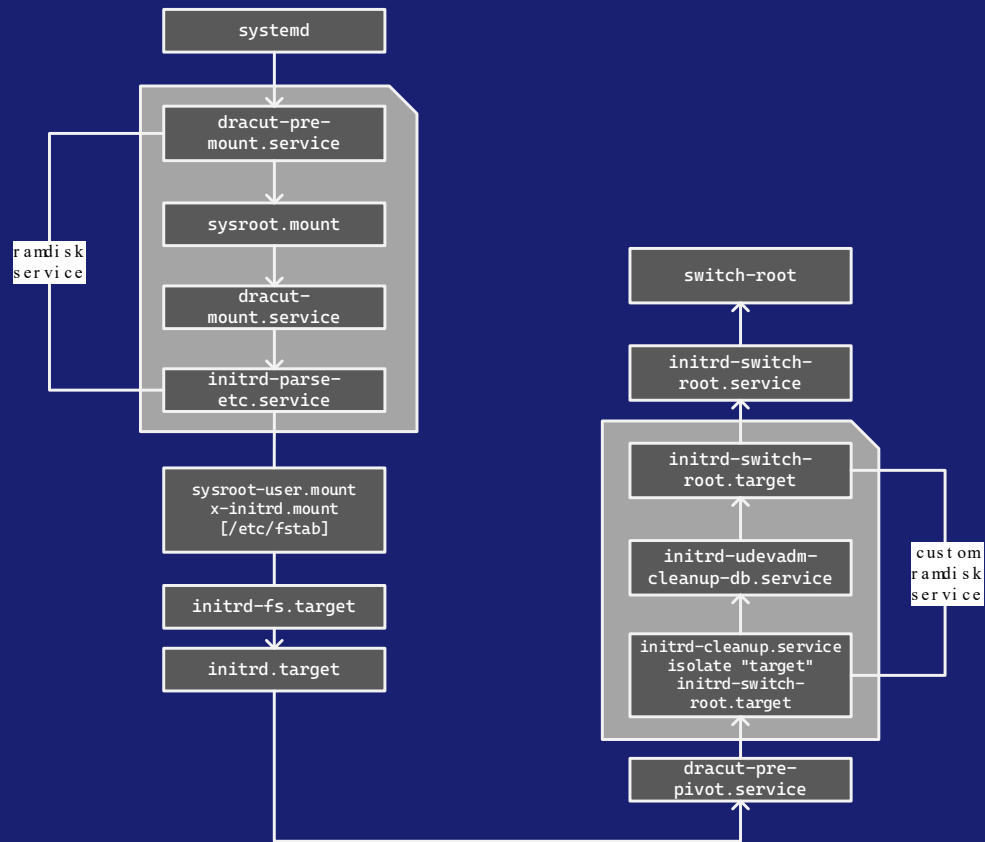 systemd
dracut-pre-
mount.service
sysroot.mount
dracut-
mount.service
initrd-parse-
etc.service
ramdisk
service
sysroot-user.mount
x-initrd.mount
[/etc/fstab]
initrd-fs.target
initrd.target
switch-root
initrd-switch-
root.service
initrd-switch-
root.target
initrd-udevadm-
cleanup-db.service
initrd-cleanup.service
isolate "target"
initrd-switch-
root.target
custom
ramdisk
service
dracut-pre-
pivot.service